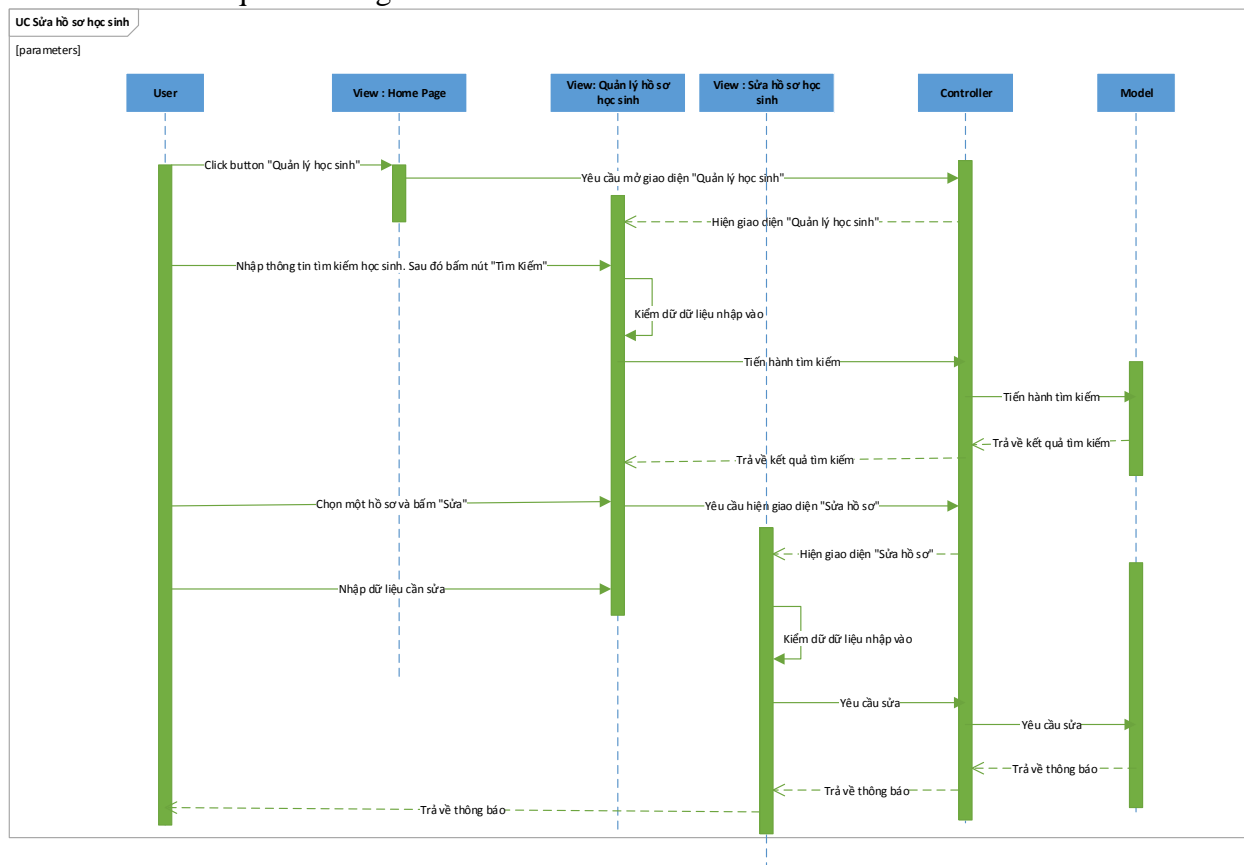 UC Sửa hồ sơ học sinh
[parameters]
User
View : Home Page
View: Quản lý hồ sơ
học sinh
View : Sửa hồ sơ học
sinh
Controller
Model
Click button "Quản lý học sinh"
Yêu cầu mở giao diện "Quản lý học sinh"
Hiện giao diện "Quản lý học sinh"
Nhập thông tin tìm kiếm học sinh. Sau đó bấm nút "Tìm Kiếm"
Kiểm dữ dữ liệu nhập vào
Tiến hành tìm kiếm
Tiến hành tìm kiếm
Trả về kết quả tìm kiếm
Trả về kết quả tìm kiếm
Chọn một hồ sơ và bấm "Sửa"
Yêu cầu hiện giao diện "Sửa hồ sơ"
Hiện giao diện "Sửa hồ sơ"
Nhập dữ liệu cần sửa
Kiểm dữ dữ liệu nhập vào
Yêu cầu sửa
Yêu cầu sửa
Trả về thông báo
Trả về thông báo
Trả về thông báo